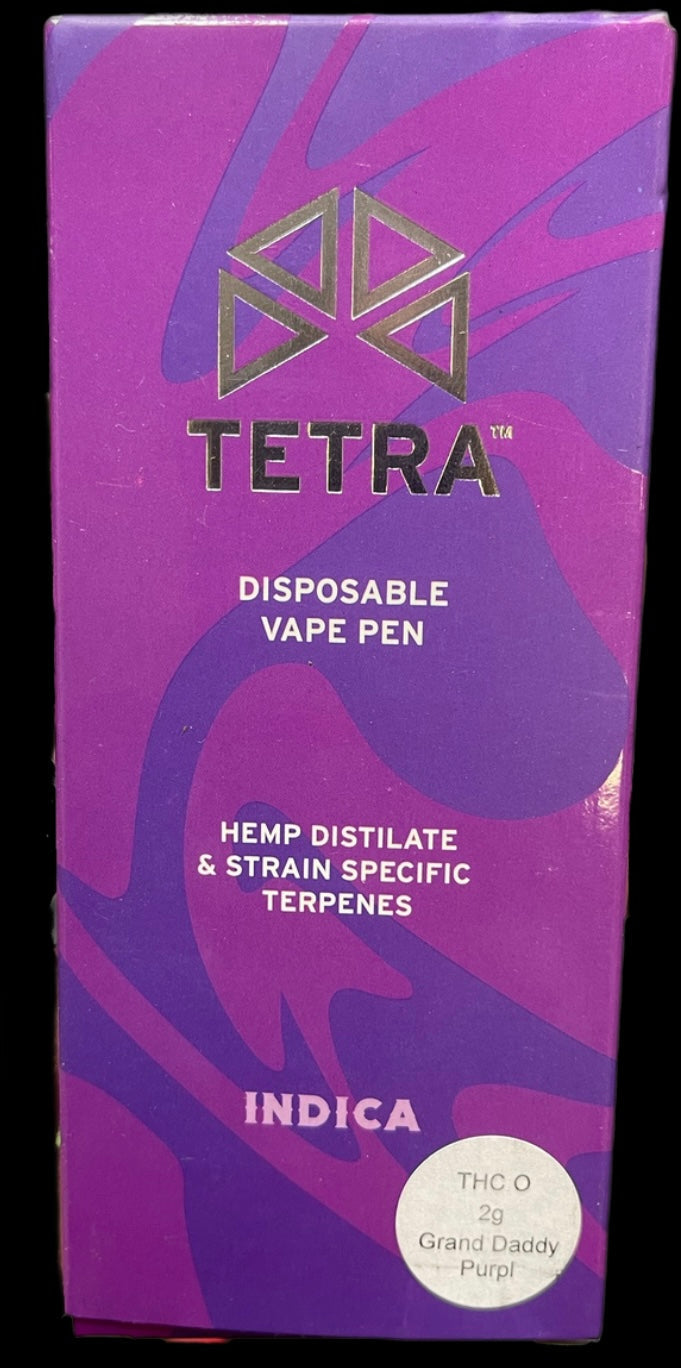 TETRA™
DISPOSABLE
VAPE PEN
HEMP DISTILATE
& STRAIN SPECIFIC
TERPENES
INDICA
THC O
2g
Grand Daddy
Purpl